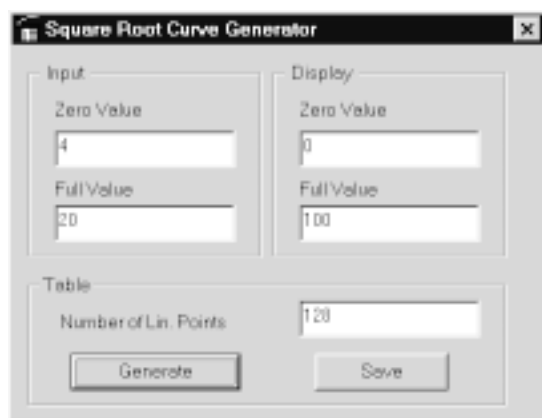 Square Root Curve Generator
Input
Zero Value
4
Full Value
20
Display
Zero Value
0
Full Value
100
Table
Number of Lin. Points
128
Generate
Save